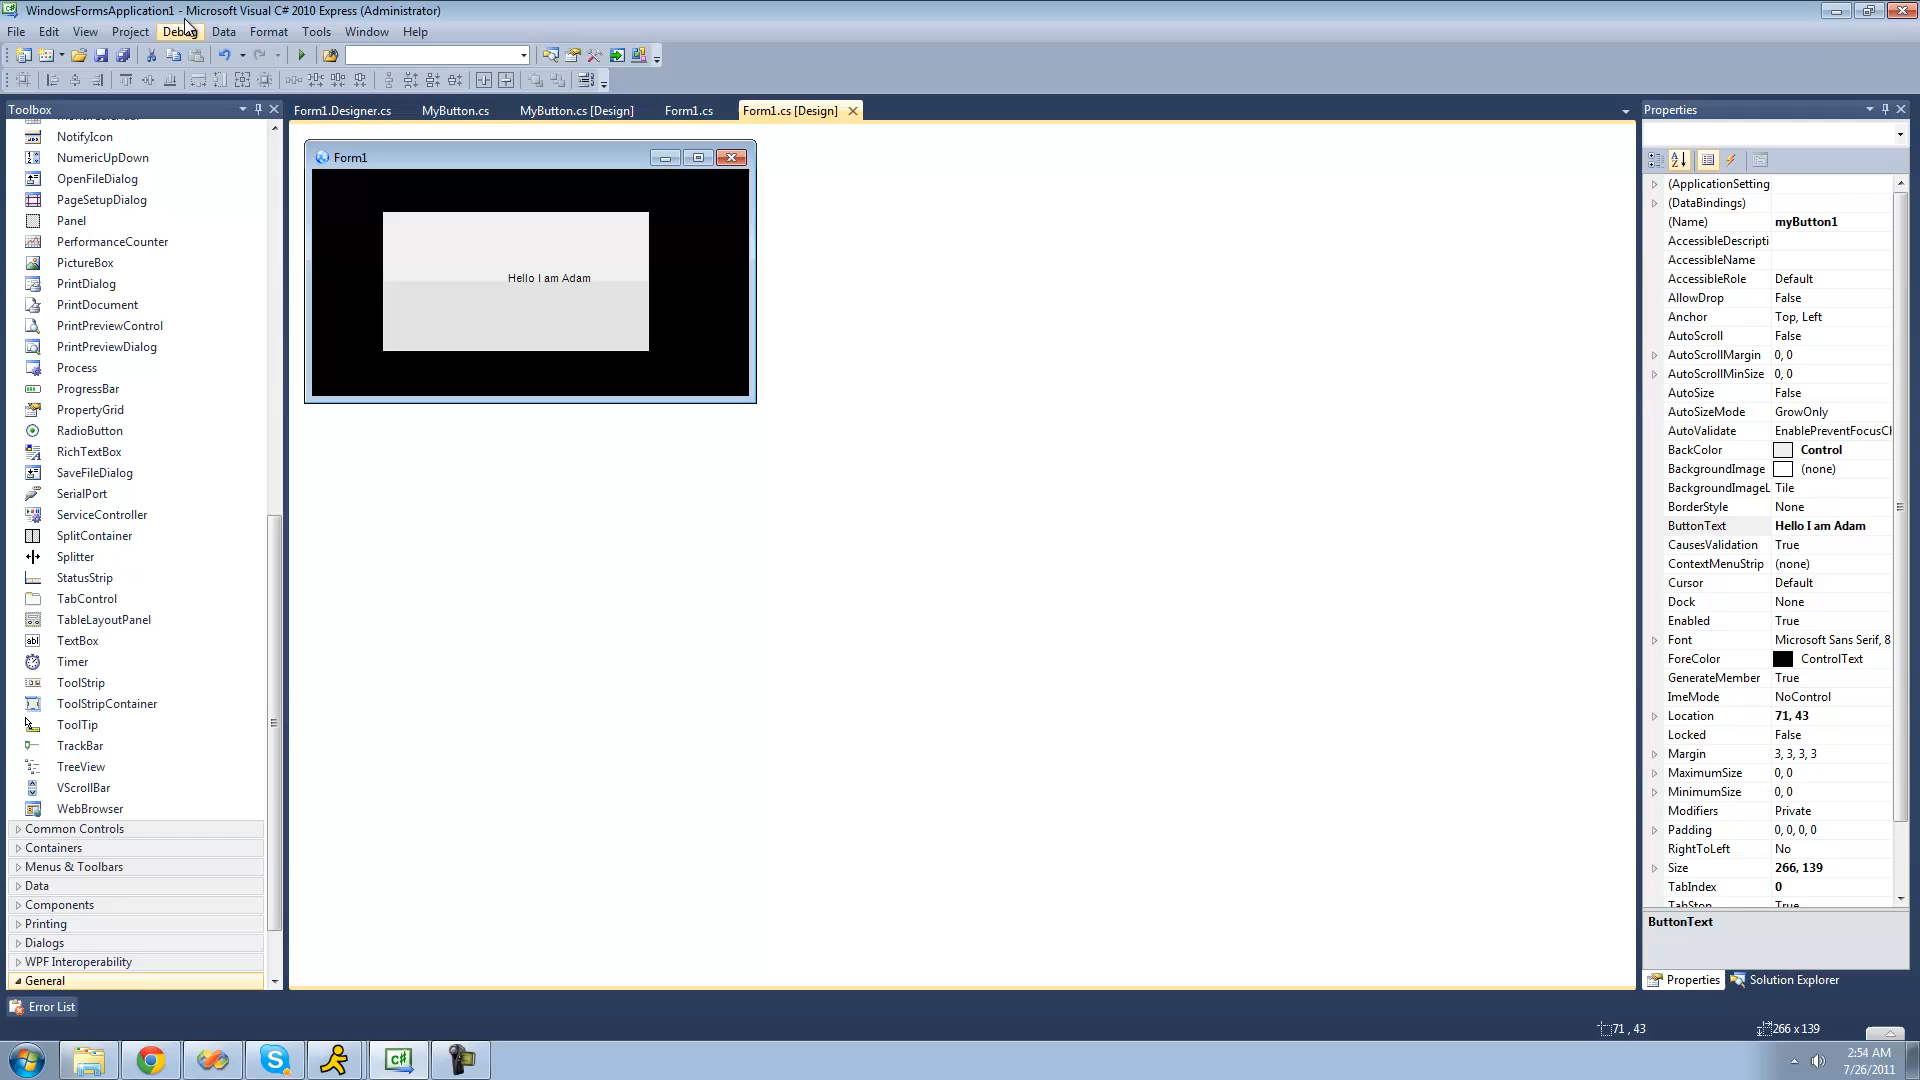 WindowsFormsApplication1 - Microsoft Visual C# 2010 Express (Administrator)
File Edit View Project Debug Data Format Tools Window Help
Toolbox
NotifyIcon
NumericUpDown
OpenFileDialog
PageSetupDialog
Panel
PerformanceCounter
PictureBox
PrintDialog
PrintDocument
PrintPreviewControl
PrintPreviewDialog
Process
ProgressBar
PropertyGrid
RadioButton
RichTextBox
SaveFileDialog
SerialPort
ServiceController
SplitContainer
Splitter
StatusStrip
TabControl
TableLayoutPanel
TextBox
Timer
ToolStrip
ToolStripContainer
ToolTip
TrackBar
TreeView
VScrollBar
WebBrowser
Common Controls
Containers
Menus & Toolbars
Data
Components
Printing
Dialogs
WPF Interoperability
General
Error List
Form1.Designer.cs MyButton.cs MyButton.cs [Design] Form1.cs Form1.cs [Design]
Form1
Hello I am Adam
Properties
(ApplicationSetting
(DataBindings)
(Name) myButton1
AccessibleDescripti
AccessibleName
AccessibleRole Default
AllowDrop False
Anchor Top, Left
AutoScroll False
AutoScrollMargin 0, 0
AutoScrollMinSize 0, 0
AutoSize False
AutoSizeMode GrowOnly
AutoValidate EnablePreventFocusCh
BackColor Control
BackgroundImage (none)
BackgroundImageL Tile
BorderStyle None
ButtonText Hello I am Adam
CausesValidation True
ContextMenuStrip (none)
Cursor Default
Dock None
Enabled True
Font Microsoft Sans Serif, 8
ForeColor ControlText
GenerateMember True
ImeMode NoControl
Location 71, 43
Locked False
Margin 3, 3, 3, 3
MaximumSize 0, 0
MinimumSize 0, 0
Modifiers Private
Padding 0, 0, 0, 0
RightToLeft No
Size 266, 139
TabIndex 0
TabStop True
ButtonText
Properties Solution Explorer
71 , 43 266 x 139
2:54 AM
7/26/2011